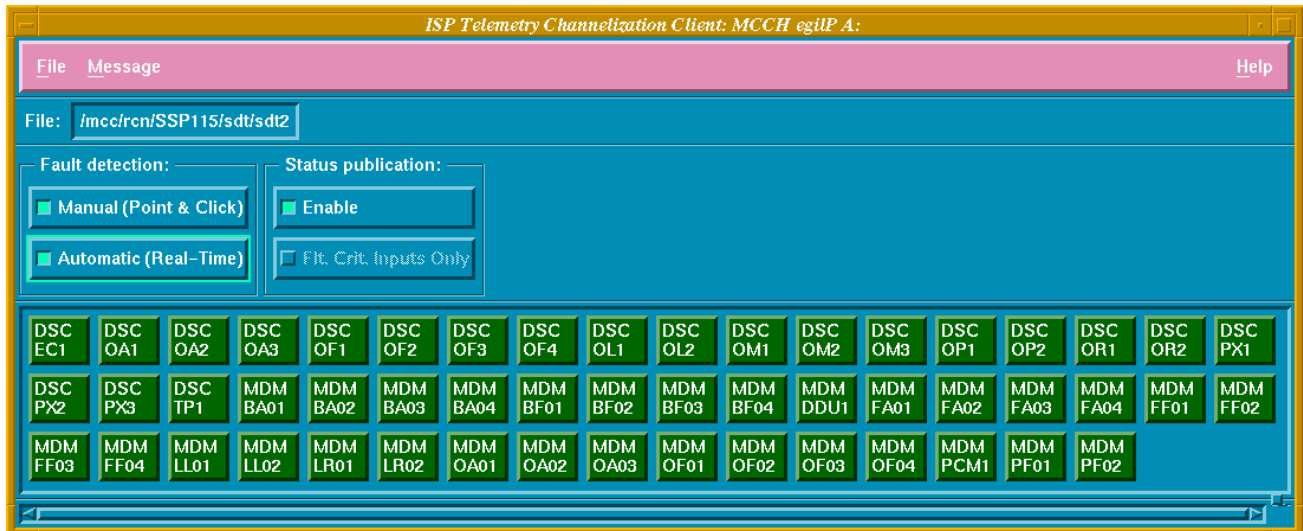 ISP Telemetry Channelization Client: MCCH egilP A:
File Message Help
File: /mcc/rcn/SSP115/sdt/sdt2
Fault detection: Status publication:
Manual (Point & Click) Enable
Automatic (Real-Time) Flt. Crit. Inputs Only
DSC DSC DSC DSC DSC DSC DSC DSC DSC DSC DSC DSC DSC DSC DSC DSC DSC DSC
EC1 OA1 OA2 OA3 OF1 OF2 OF3 OF4 OL1 OL2 OM1 OM2 OM3 OP1 OP2 OR1 OR2 PX1
DSC DSC DSC MDM MDM MDM MDM MDM MDM MDM MDM MDM MDM MDM MDM MDM MDM MDM
PX2 PX3 TP1 BA01 BA02 BA03 BA04 BF01 BF02 BF03 BF04 DDU1 FA01 FA02 FA03 FA04 FF01 FF02
MDM MDM MDM MDM MDM MDM MDM MDM MDM MDM MDM MDM MDM MDM MDM MDM
FF03 FF04 LL01 LL02 LR01 LR02 OA01 OA02 OA03 OF01 OF02 OF03 OF04 PCM1 PF01 PF02